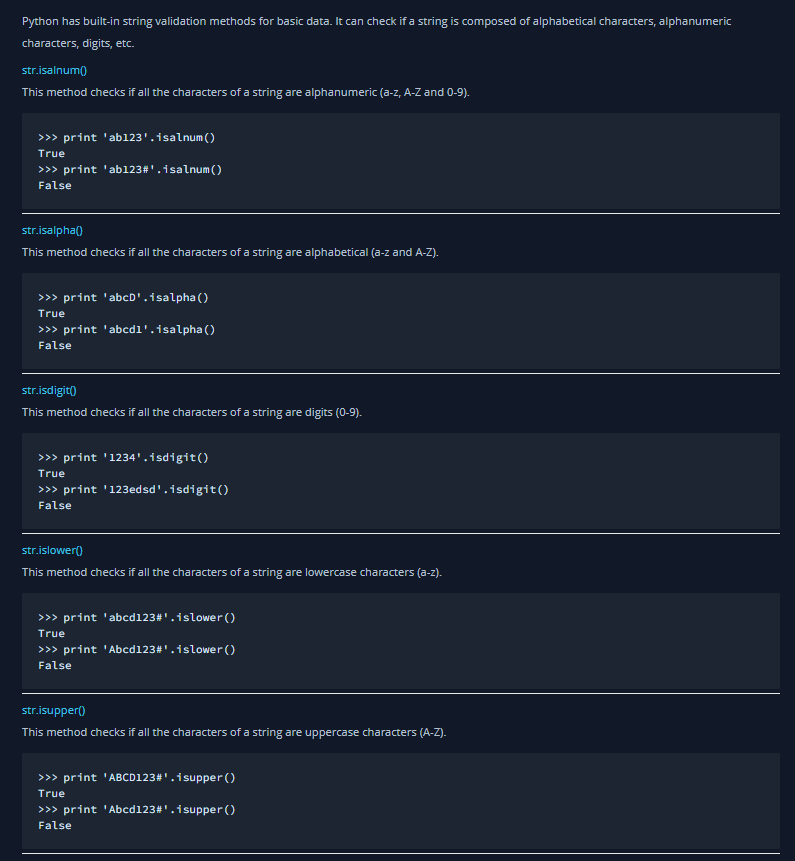 Python has built-in string validation methods for basic data. It can check if a string is composed of alphabetical characters, alphanumeric
characters, digits, etc.
str.isalnum()
This method checks if all the characters of a string are alphanumeric (a-z, A-Z and 0-9).
>>> print 'ab123'.isalnum()
True
>>> print 'ab123#'.isalnum()
False
str.isalpha()
This method checks if all the characters of a string are alphabetical (a-z and A-Z).
>>> print 'abcD'.isalpha()
True
>>> print 'abcd1'.isalpha()
False
str.isdigit()
This method checks if all the characters of a string are digits (0-9).
>>> print '1234'.isdigit()
True
>>> print '123edsd'.isdigit()
False
str.islower()
This method checks if all the characters of a string are lowercase characters (a-z).
>>> print 'abcd123#'.islower()
True
>>> print 'Abcd123#'.islower()
False
str.isupper()
This method checks if all the characters of a string are uppercase characters (A-Z).
>>> print 'ABCD123#'.isupper()
True
>>> print 'Abcd123#'.isupper()
False